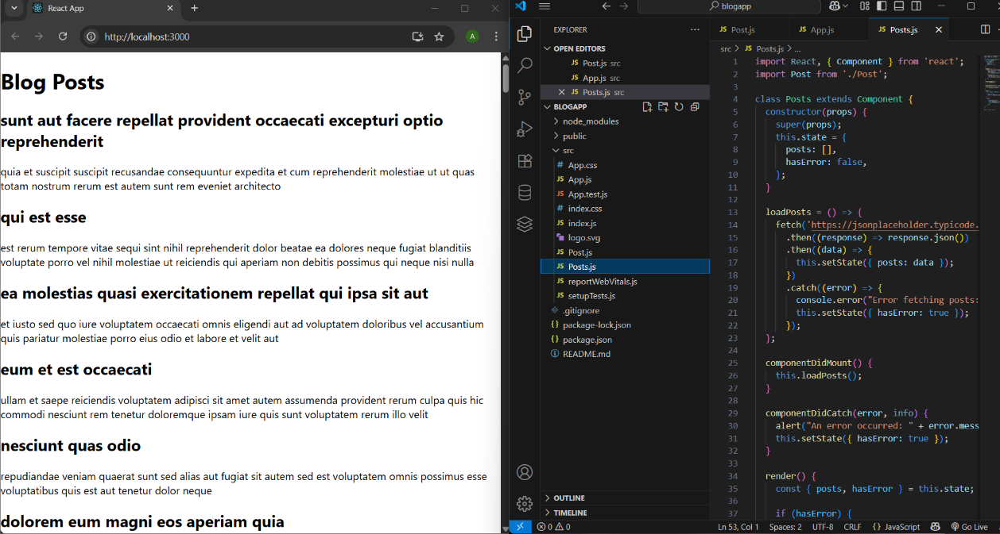 React App
http://localhost:3000
A
Blog Posts
sunt aut facere repellat provident occaecati excepturi optio
reprehenderit
quia et suscipit suscipit recusandae consequuntur expedita et cum reprehenderit molestiae ut ut quas
totam nostrum rerum est autem sunt rem eveniet architecto
qui est esse
est rerum tempore vitae sequi sint nihil reprehenderit dolor beatae ea dolores neque fugiat blanditiis
voluptate porro vel nihil molestiae ut reiciendis qui aperiam non debitis possimus qui neque nisi nulla
ea molestias quasi exercitationem repellat qui ipsa sit aut
et iusto sed quo iure voluptatem occaecati omnis eligendi aut ad voluptatem doloribus vel accusantium
quis pariatur molestiae porro eius odio et labore et velit aut
eum et est occaecati
ullam et saepe reiciendis voluptatem adipisci sit amet autem assumenda provident rerum culpa quis hic
commodi nesciunt rem tenetur doloremque ipsam iure quis sunt voluptatem rerum illo velit
nesciunt quas odio
repudiandae veniam quaerat sunt sed alias aut fugiat sit autem sed est voluptatem omnis possimus esse
voluptatibus quis est aut tenetur dolor neque
dolorem eum magni eos aperiam quia
blogapp
EXPLORER
OPEN EDITORS
JS Post.js src
JS App.js src
JS Posts.js src
BLOGAPP
node_modules
public
src
# App.css
JS App.js
JS App.test.js
# index.css
JS index.js
logo.svg
JS Post.js
JS Posts.js
JS reportWebVitals.js
JS setupTests.js
.gitignore
{} package-lock.json
{} package.json
README.md
OUTLINE
TIMELINE
JS Post.js JS App.js JS Posts.js
src > JS Posts.js > ...
1 import React, { Component } from 'react';
2 import Post from './Post';
3
4 class Posts extends Component {
5 constructor(props) {
6 super(props);
7 this.state = {
8 posts: [],
9 hasError: false,
10 };
11 }
12
13 loadPosts = () => {
14 fetch('https://jsonplaceholder.typicode.
15 .then((response) => response.json())
16 .then((data) => {
17 this.setState({ posts: data });
18 })
19 .catch((error) => {
20 console.error("Error fetching posts:
21 this.setState({ hasError: true });
22 });
23 };
24
25 componentDidMount() {
26 this.loadPosts();
27 }
28
29 componentDidCatch(error, info) {
30 alert("An error occurred: " + error.mess
31 this.setState({ hasError: true });
32 }
33
34 render() {
35 const { posts, hasError } = this.state;
36
37 if (hasError) {
0 0 Ln 53, Col 1 Spaces: 2 UTF-8 CRLF {} JavaScript Go Live